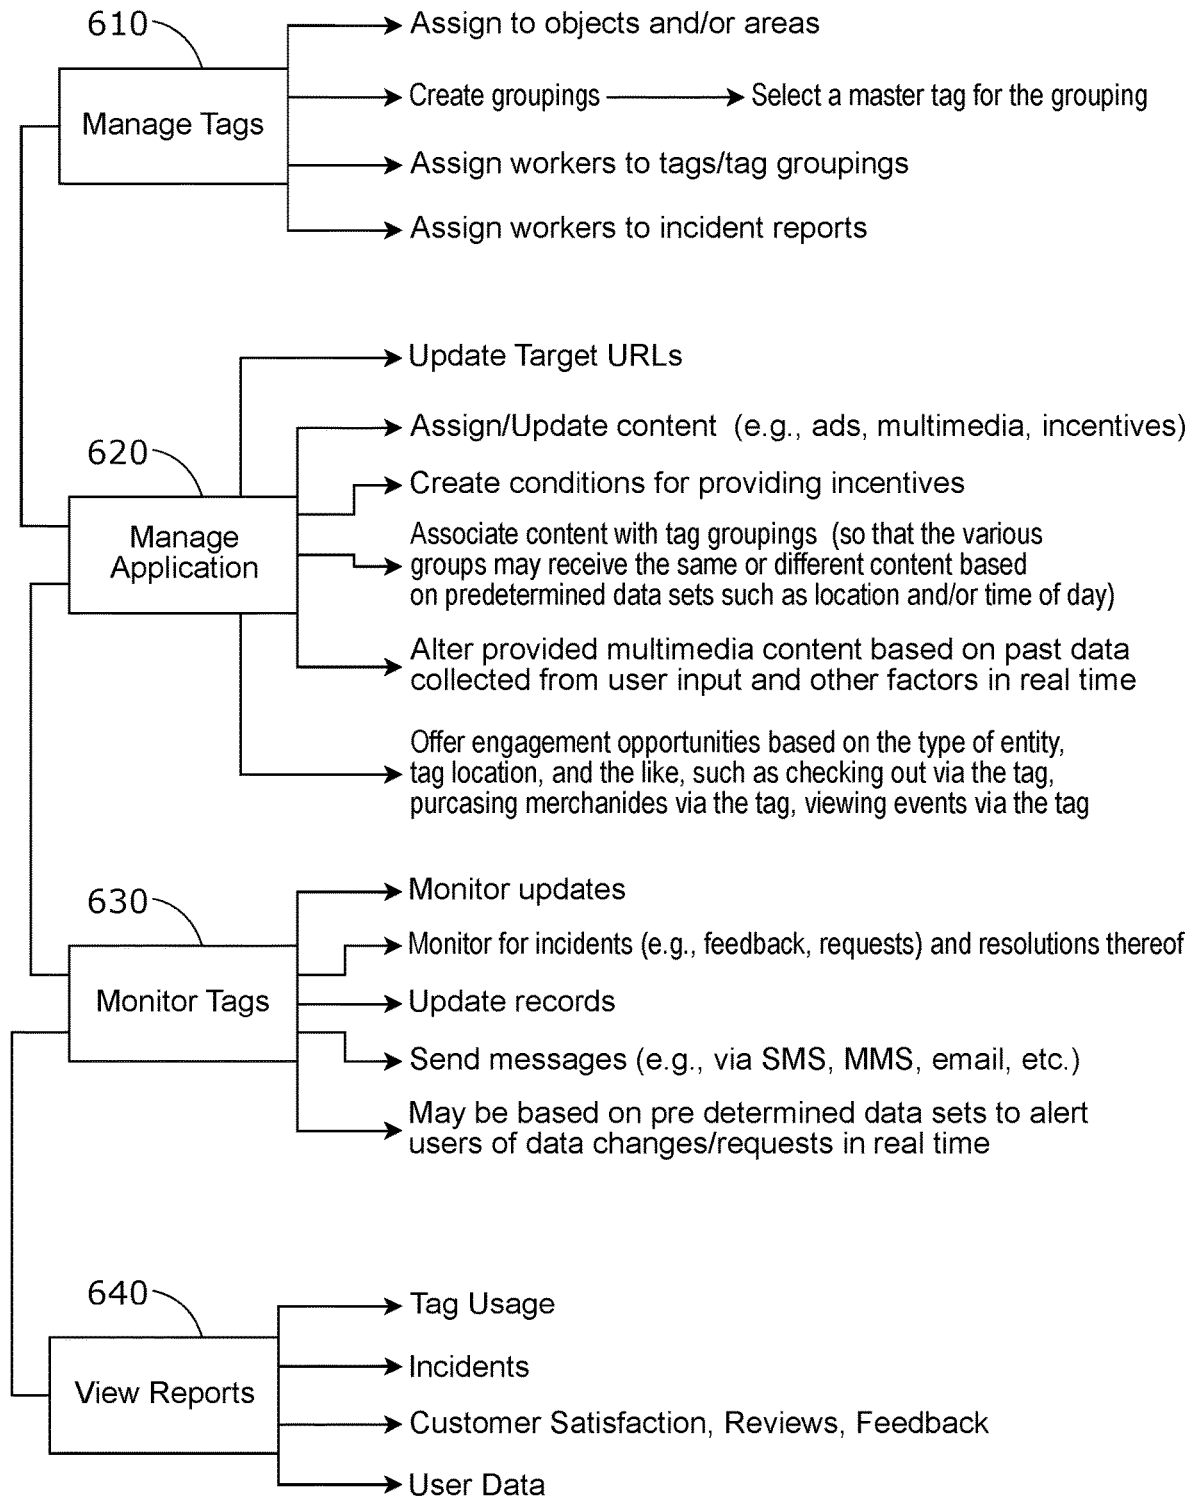 610
Manage Tags
Assign to objects and/or areas
Create groupings
Select a master tag for the grouping
Assign workers to tags/tag groupings
Assign workers to incident reports
620
Manage
Application
Update Target URLs
Assign/Update content (e.g., ads, multimedia, incentives)
Create conditions for providing incentives
Associate content with tag groupings (so that the various
groups may receive the same or different content based
on predetermined data sets such as location and/or time of day)
Alter provided multimedia content based on past data
collected from user input and other factors in real time
Offer engagement opportunities based on the type of entity,
tag location, and the like, such as checking out via the tag,
purcasing merchanides via the tag, viewing events via the tag
630
Monitor Tags
Monitor updates
Monitor for incidents (e.g., feedback, requests) and resolutions thereof
Update records
Send messages (e.g., via SMS, MMS, email, etc.)
May be based on pre determined data sets to alert
users of data changes/requests in real time
640
View Reports
Tag Usage
Incidents
Customer Satisfaction, Reviews, Feedback
User Data